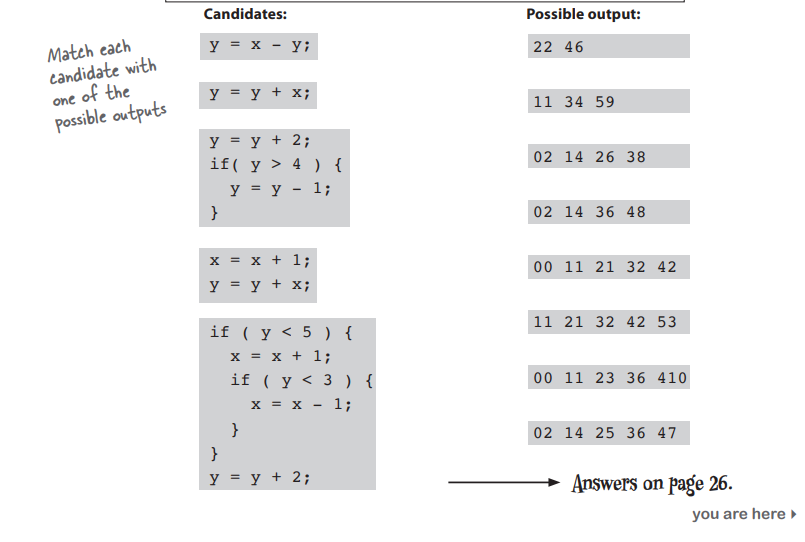 Candidates:
Match each
candidate with
one of the
possible outputs
y = x - y;
y = y + x;
y = y + 2;
if( y > 4 ) {
y = y - 1;
}
x = x + 1;
y = y + x;
if ( y < 5 ) {
x = x + 1;
if ( y < 3 ) {
x = x - 1;
}
}
y = y + 2;
Possible output:
22 46
11 34 59
02 14 26 38
02 14 36 48
00 11 21 32 42
11 21 32 42 53
00 11 23 36 410
02 14 25 36 47
Answers on page 26.
you are here